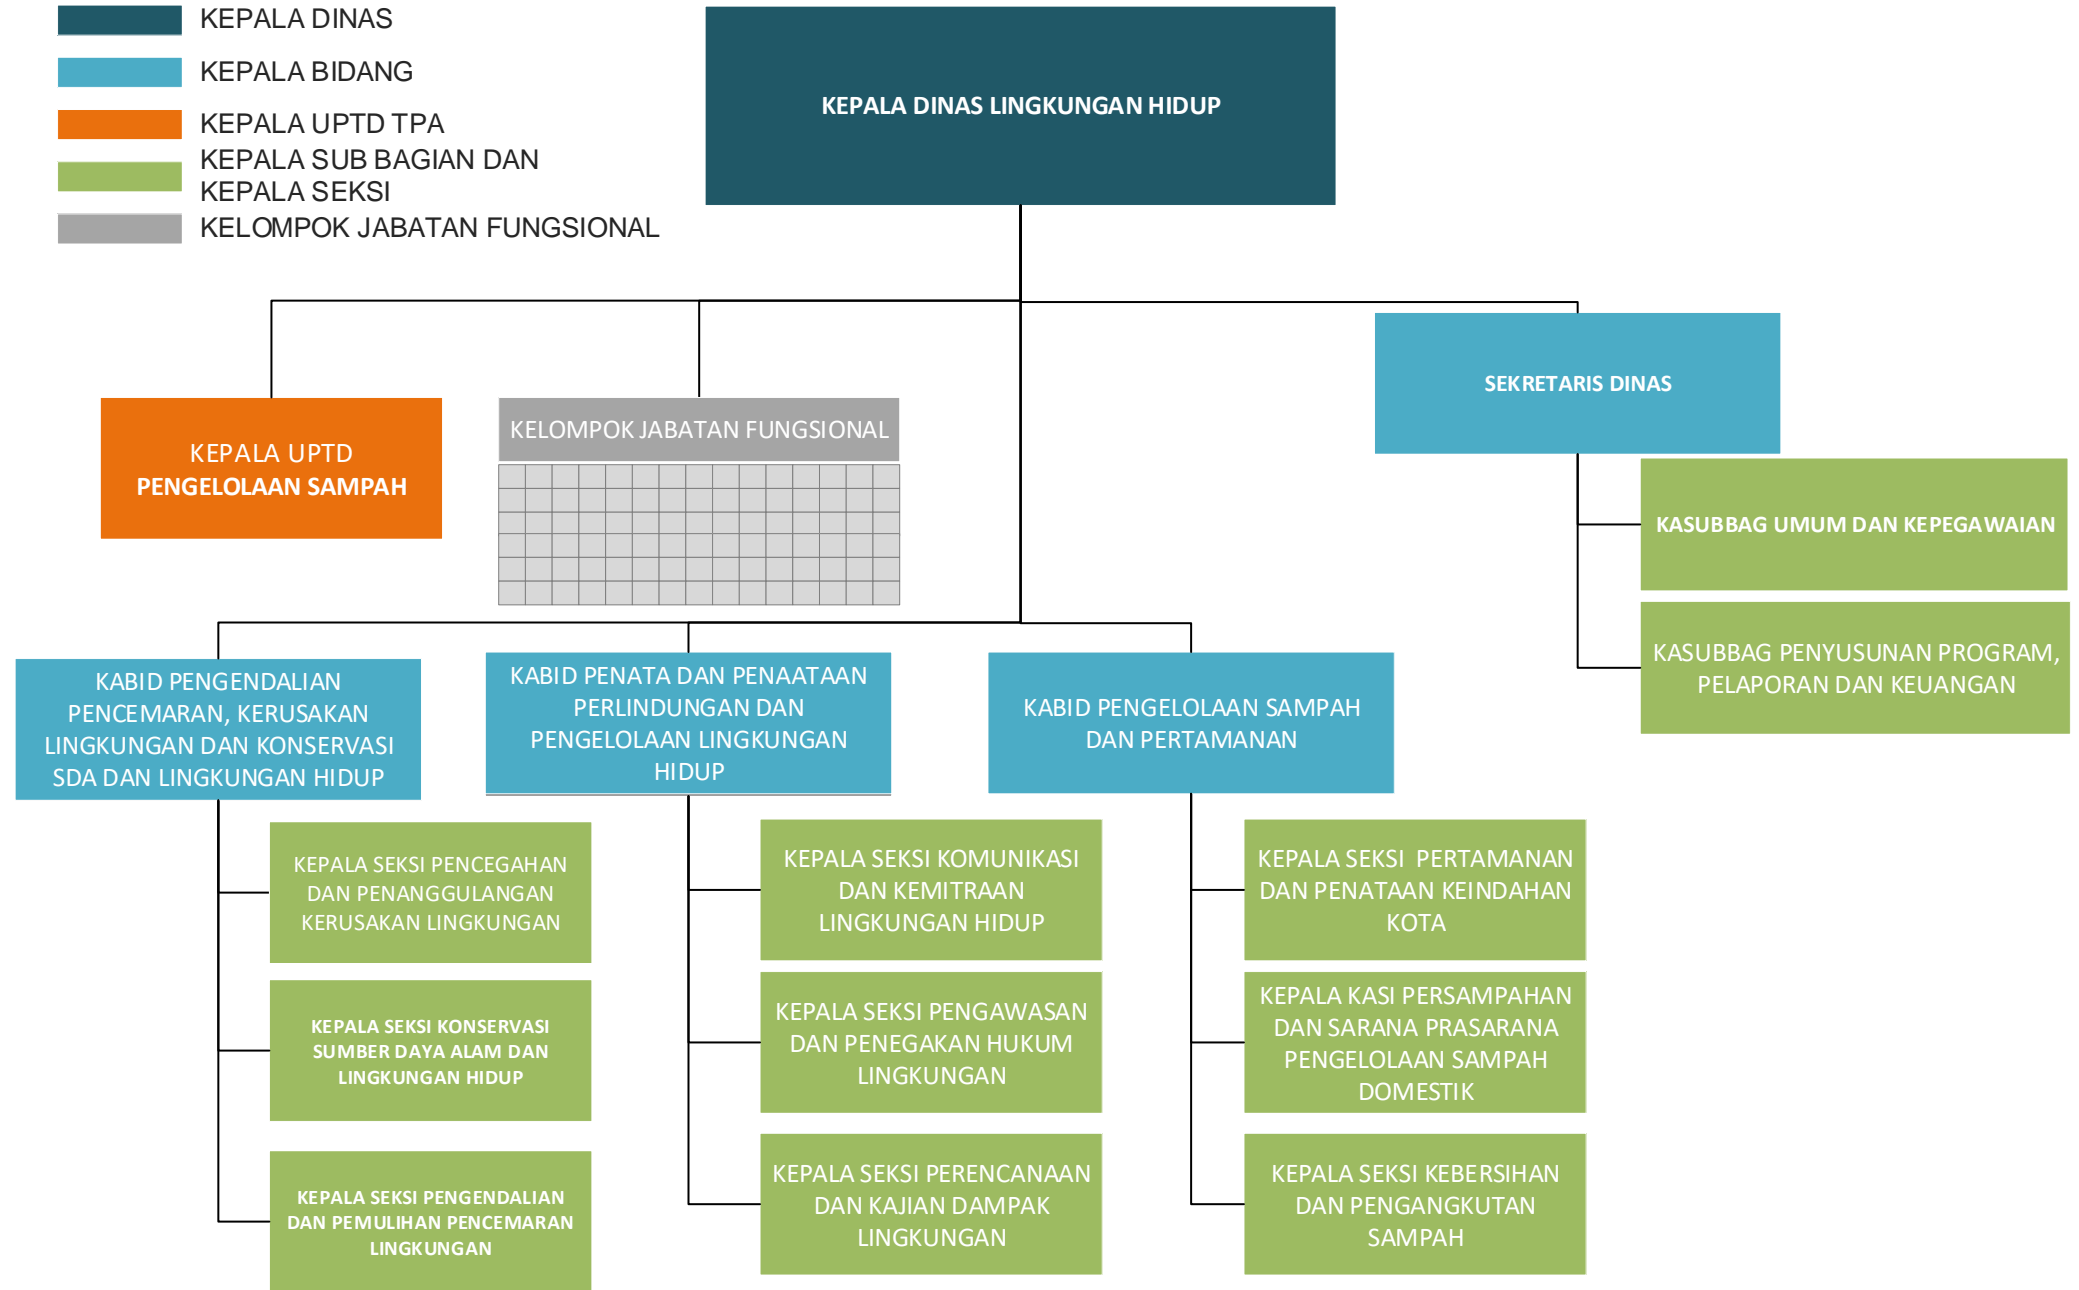 KEPALA DINAS
KEPALA BIDANG
KEPALA UPTD TPA
KEPALA SUB BAGIAN DAN
KEPALA SEKSI
KELOMPOK JABATAN FUNGSIONAL
KEPALA DINAS LINGKUNGAN HIDUP
KEPALA UPTD
PENGELOLAAN SAMPAH
KELOMPOK JABATAN FUNGSIONAL
SEKRETARIS DINAS
KASUBBAG UMUM DAN KEPEGAWAIAN
KASUBBAG PENYUSUNAN PROGRAM,
PELAPORAN DAN KEUANGAN
KABID PENGENDALIAN
PENCEMARAN, KERUSAKAN
LINGKUNGAN DAN KONSERVASI
SDA DAN LINGKUNGAN HIDUP
KABID PENATA DAN PENAATAAN
PERLINDUNGAN DAN
PENGELOLAAN LINGKUNGAN
HIDUP
KABID PENGELOLAAN SAMPAH
DAN PERTAMANAN
KEPALA SEKSI PENCEGAHAN
DAN PENANGGULANGAN
KERUSAKAN LINGKUNGAN
KEPALA SEKSI KONSERVASI
SUMBER DAYA ALAM DAN
LINGKUNGAN HIDUP
KEPALA SEKSI PENGENDALIAN
DAN PEMULIHAN PENCEMARAN
LINGKUNGAN
KEPALA SEKSI KOMUNIKASI
DAN KEMITRAAN
LINGKUNGAN HIDUP
KEPALA SEKSI PENGAWASAN
DAN PENEGAKAN HUKUM
LINGKUNGAN
KEPALA SEKSI PERENCANAAN
DAN KAJIAN DAMPAK
LINGKUNGAN
KEPALA SEKSI  PERTAMANAN
DAN PENATAAN KEINDAHAN
KOTA
KEPALA KASI PERSAMPAHAN
DAN SARANA PRASARANA
PENGELOLAAN SAMPAH
DOMESTIK
KEPALA SEKSI KEBERSIHAN
DAN PENGANGKUTAN
SAMPAH